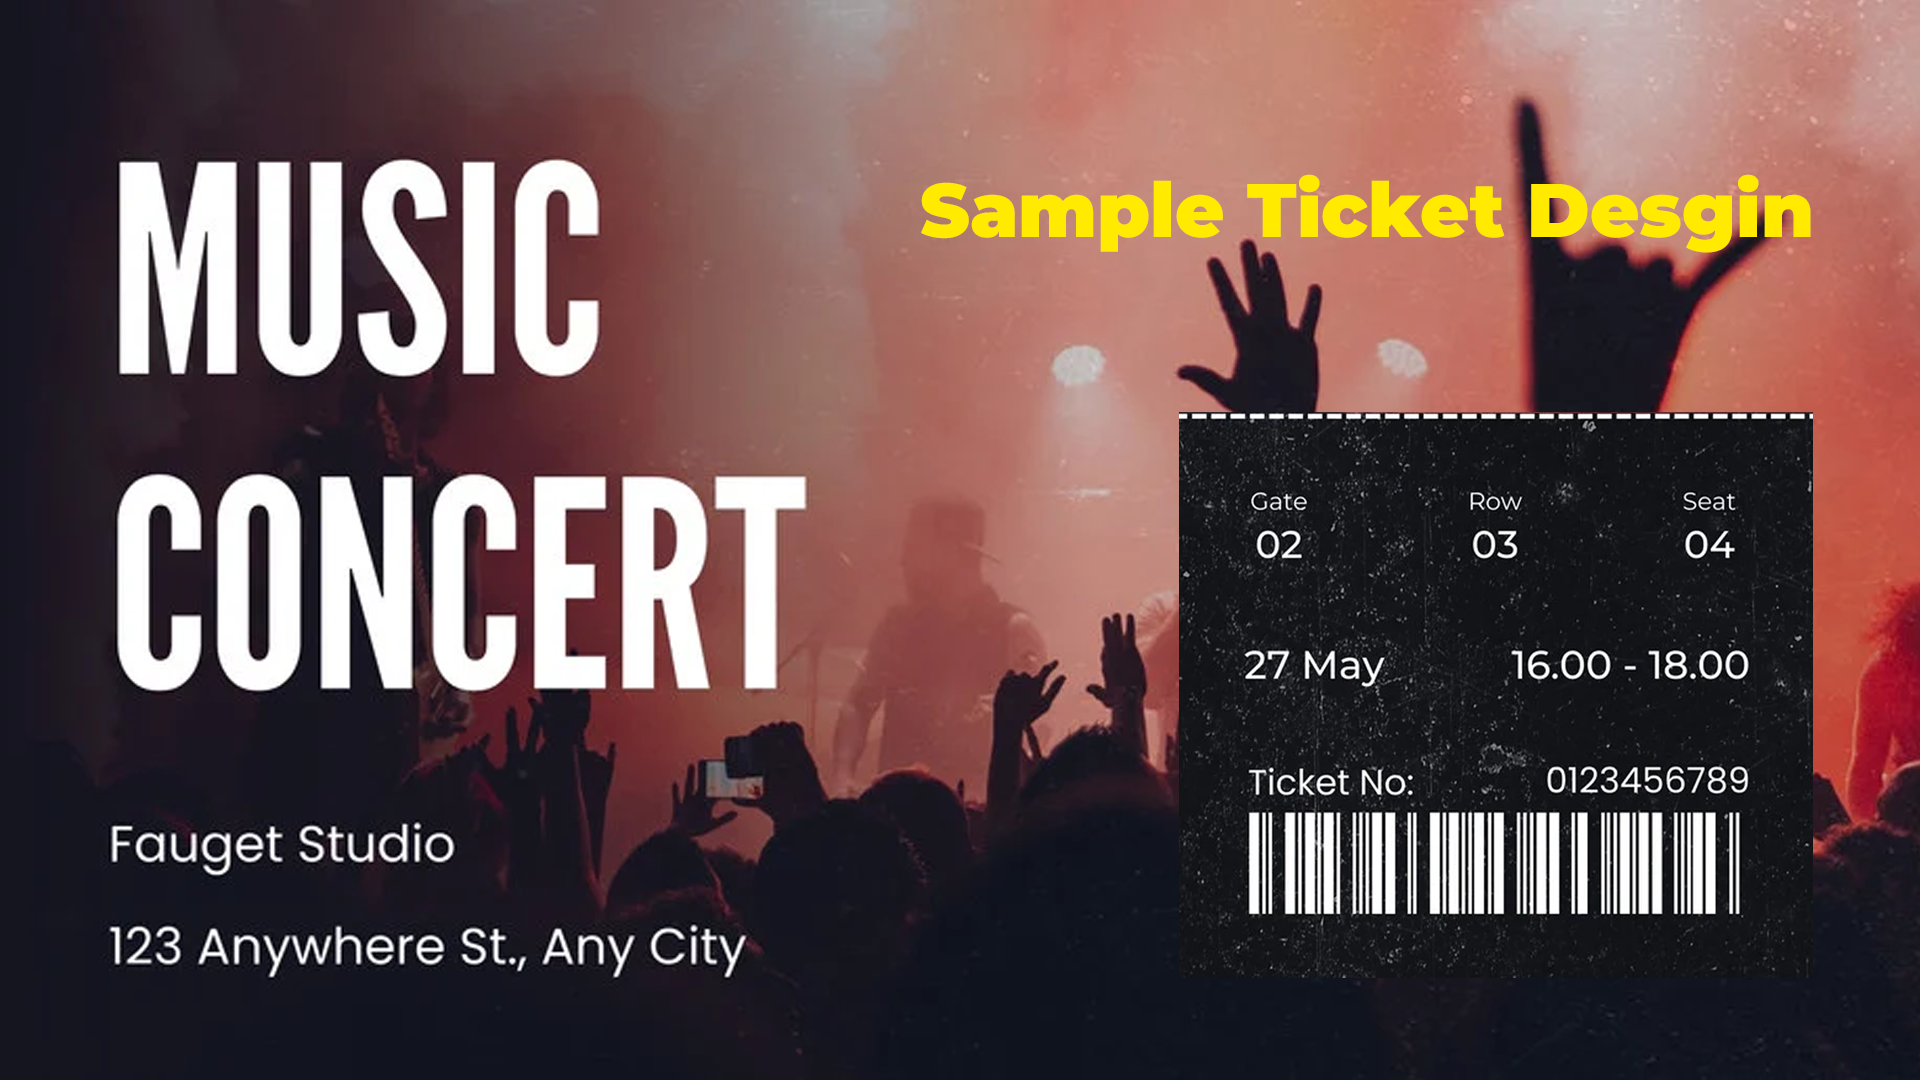 MUSIC
CONCERT
Fauget Studio
123 Anywhere St., Any City
Sample Ticket Desgin
Gate Row Seat
02 03 04
27 May 16.00 - 18.00
Ticket No: 0123456789